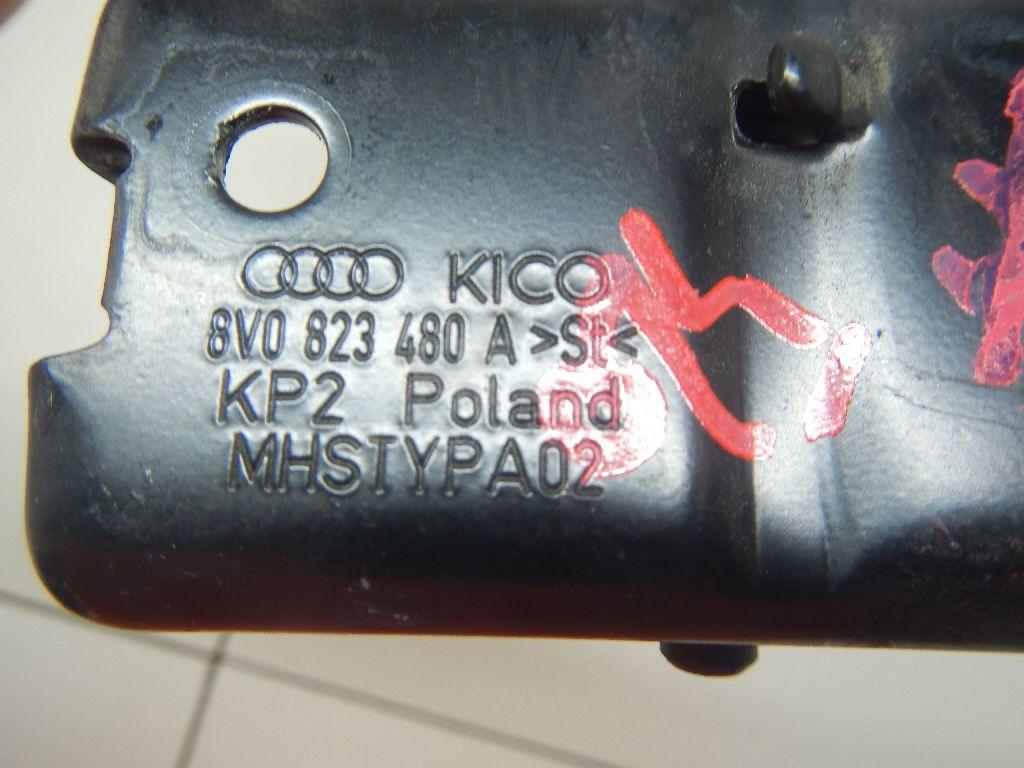 KICO
8V0 823 480 A >St<
KP2 Poland
MHSTYPA02